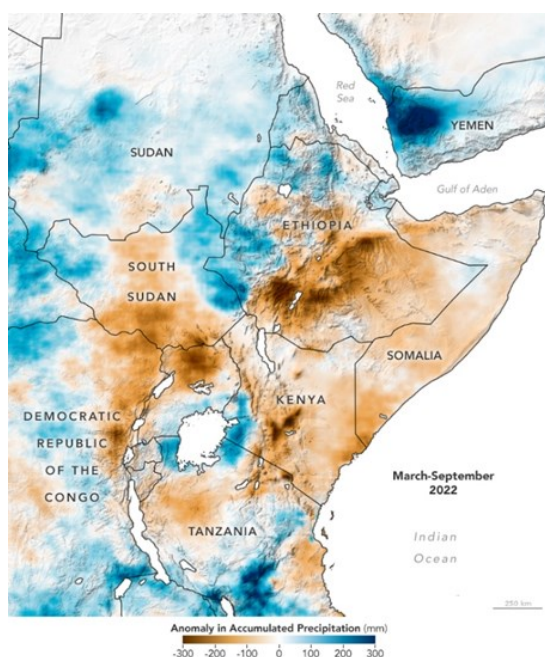 Red
Sea
SUDAN
YEMEN
Gulf of Aden
ETHIOPIA
SOUTH
SUDAN
SOMALIA
KENYA
DEMOCRATIC
REPUBLIC
OF THE
CONGO
March-September
2022
TANZANIA
Indian
Ocean
250 km
Anomaly in Accumulated Precipitation (mm)
-300 -200 -100 0 100 200 300